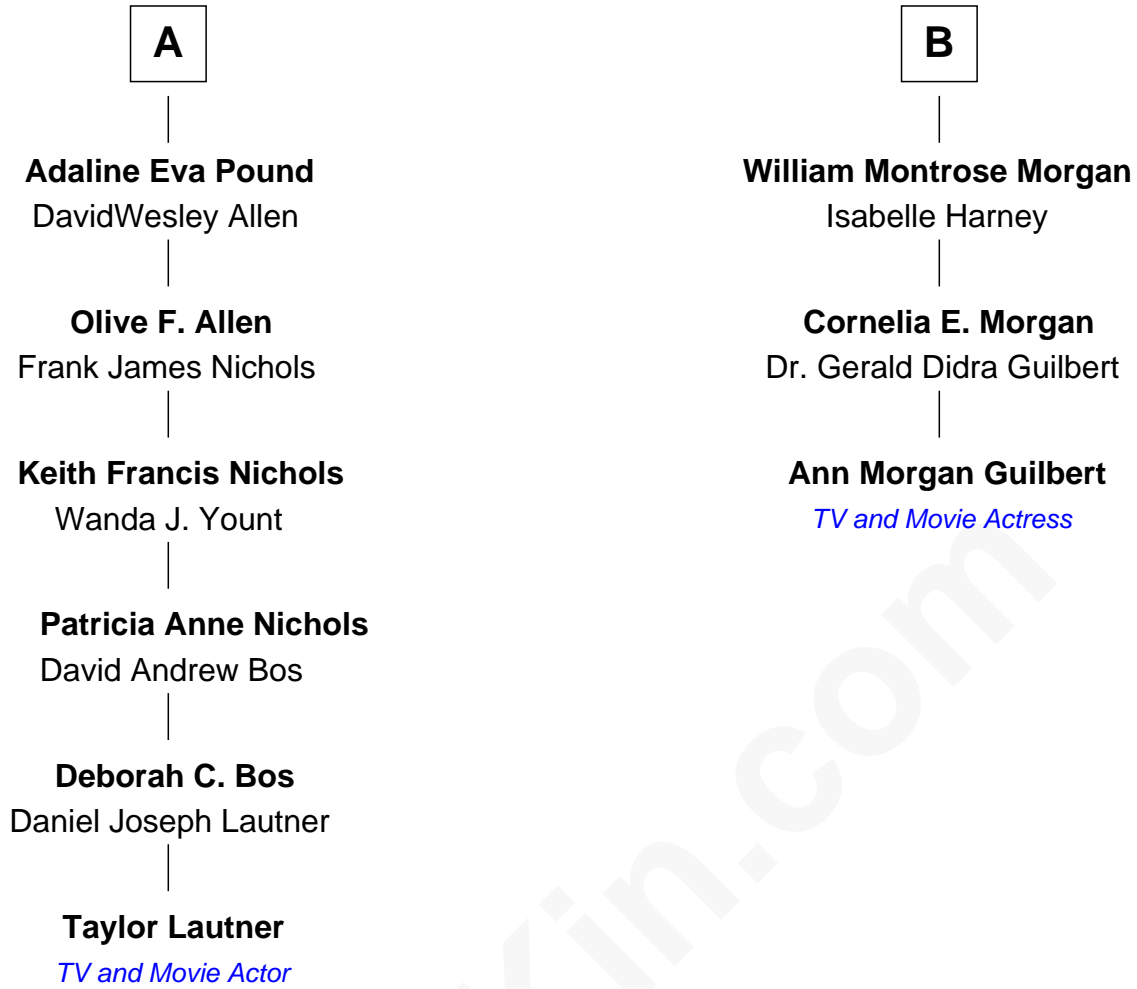 A
Adaline Eva Pound
DavidWesley Allen
Olive F. Allen
Frank James Nichols
Keith Francis Nichols
Wanda J. Yount
Patricia Anne Nichols
David Andrew Bos
Deborah C. Bos
Daniel Joseph Lautner
Taylor Lautner
TV and Movie Actor
B
William Montrose Morgan
Isabelle Harney
Cornelia E. Morgan
Dr. Gerald Didra Guilbert
Ann Morgan Guilbert
TV and Movie Actress
Kin.com